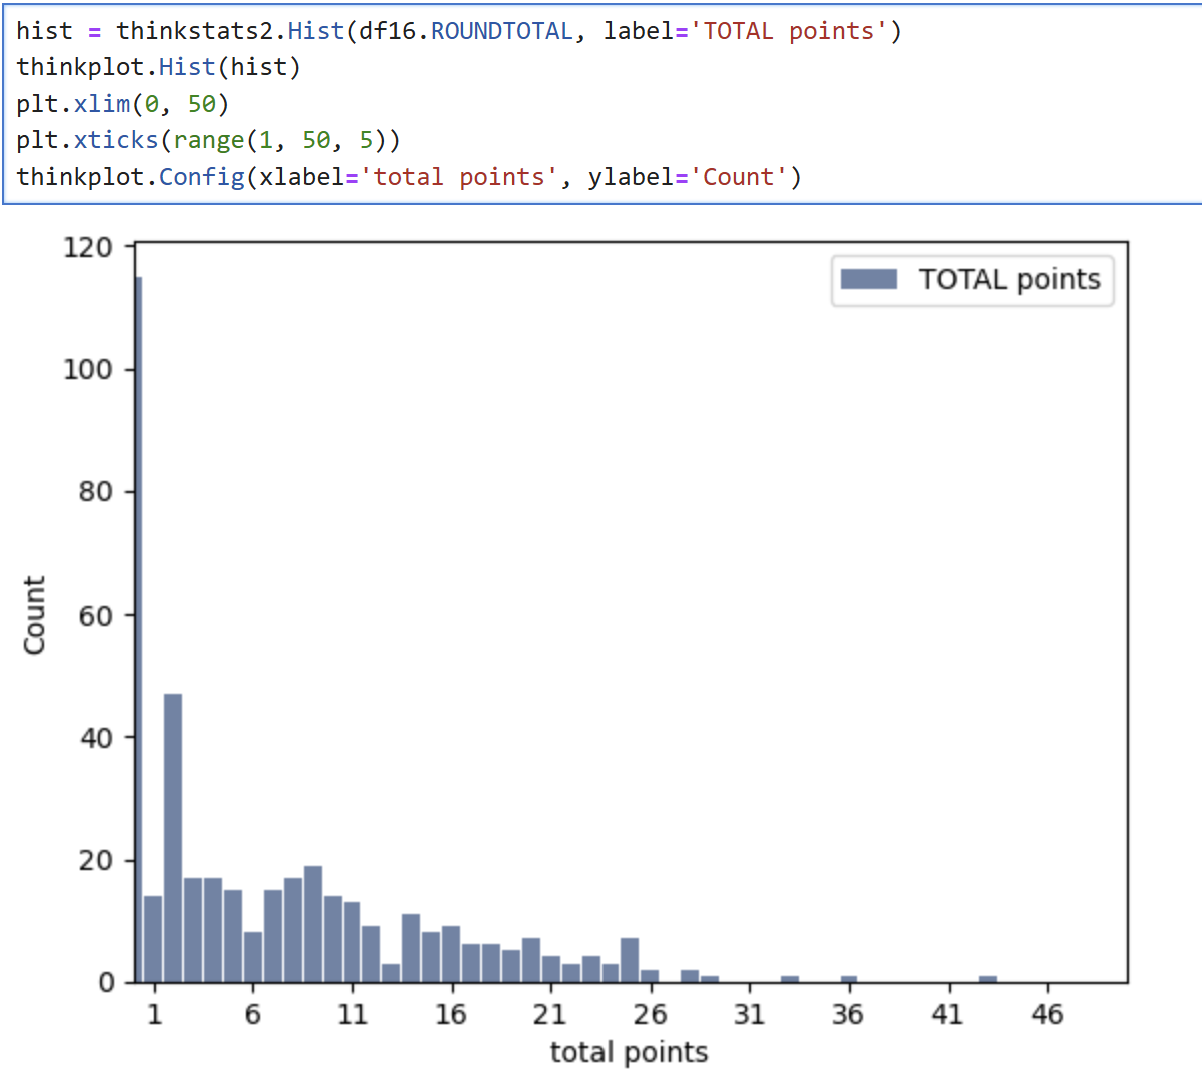 hist = thinkstats2.Hist(df16.ROUNDTOTAL, label='TOTAL points')
thinkplot.Hist(hist)
plt.xlim(0, 50)
plt.xticks(range(1, 50, 5))
thinkplot.Config(xlabel='total points', ylabel='Count')
120
100
80
60
40
20
0
Count
TOTAL points
1 6 11 16 21 26 31 36 41 46
total points